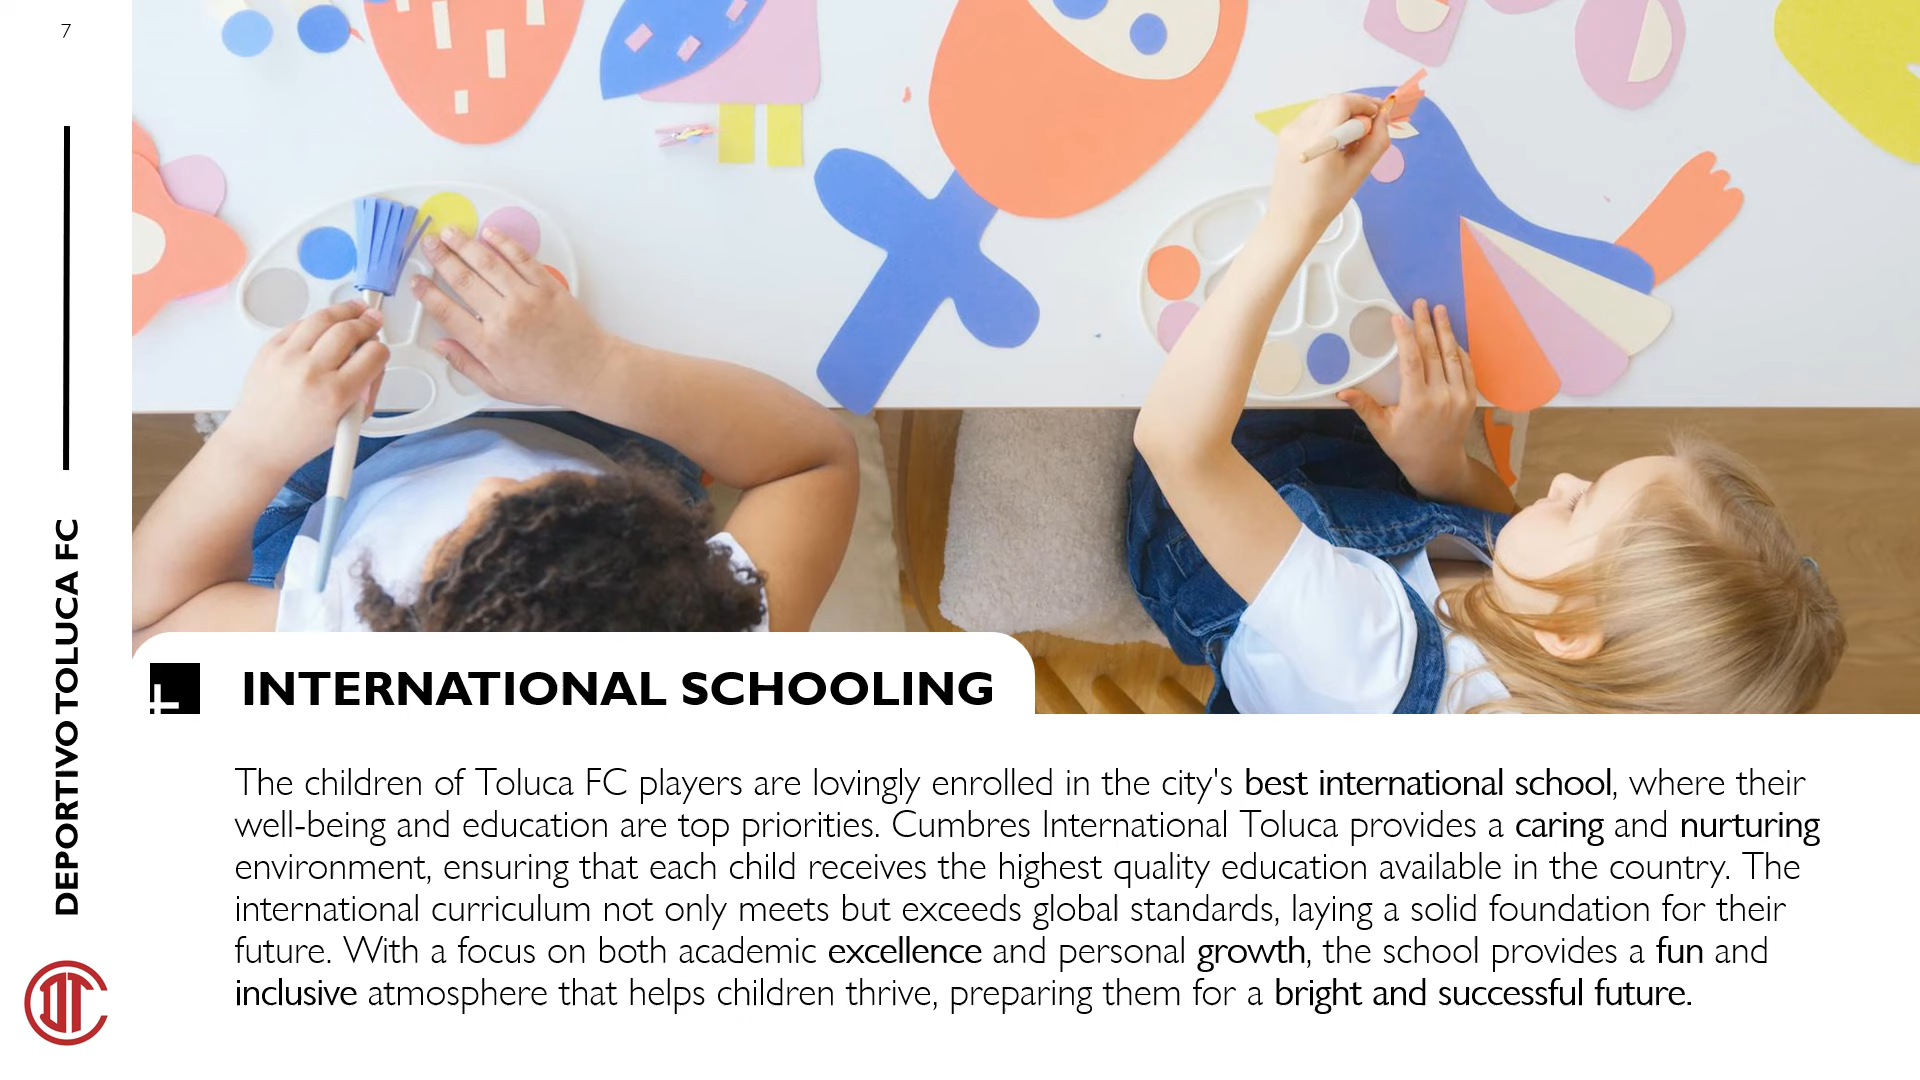 7
DEPORTIVO TOLUCA FC
INTERNATIONAL SCHOOLING
The children of Toluca FC players are lovingly enrolled in the city's best international school, where their
well-being and education are top priorities. Cumbres International Toluca provides a caring and nurturing
environment, ensuring that each child receives the highest quality education available in the country. The
international curriculum not only meets but exceeds global standards, laying a solid foundation for their
future. With a focus on both academic excellence and personal growth, the school provides a fun and
inclusive atmosphere that helps children thrive, preparing them for a bright and successful future.